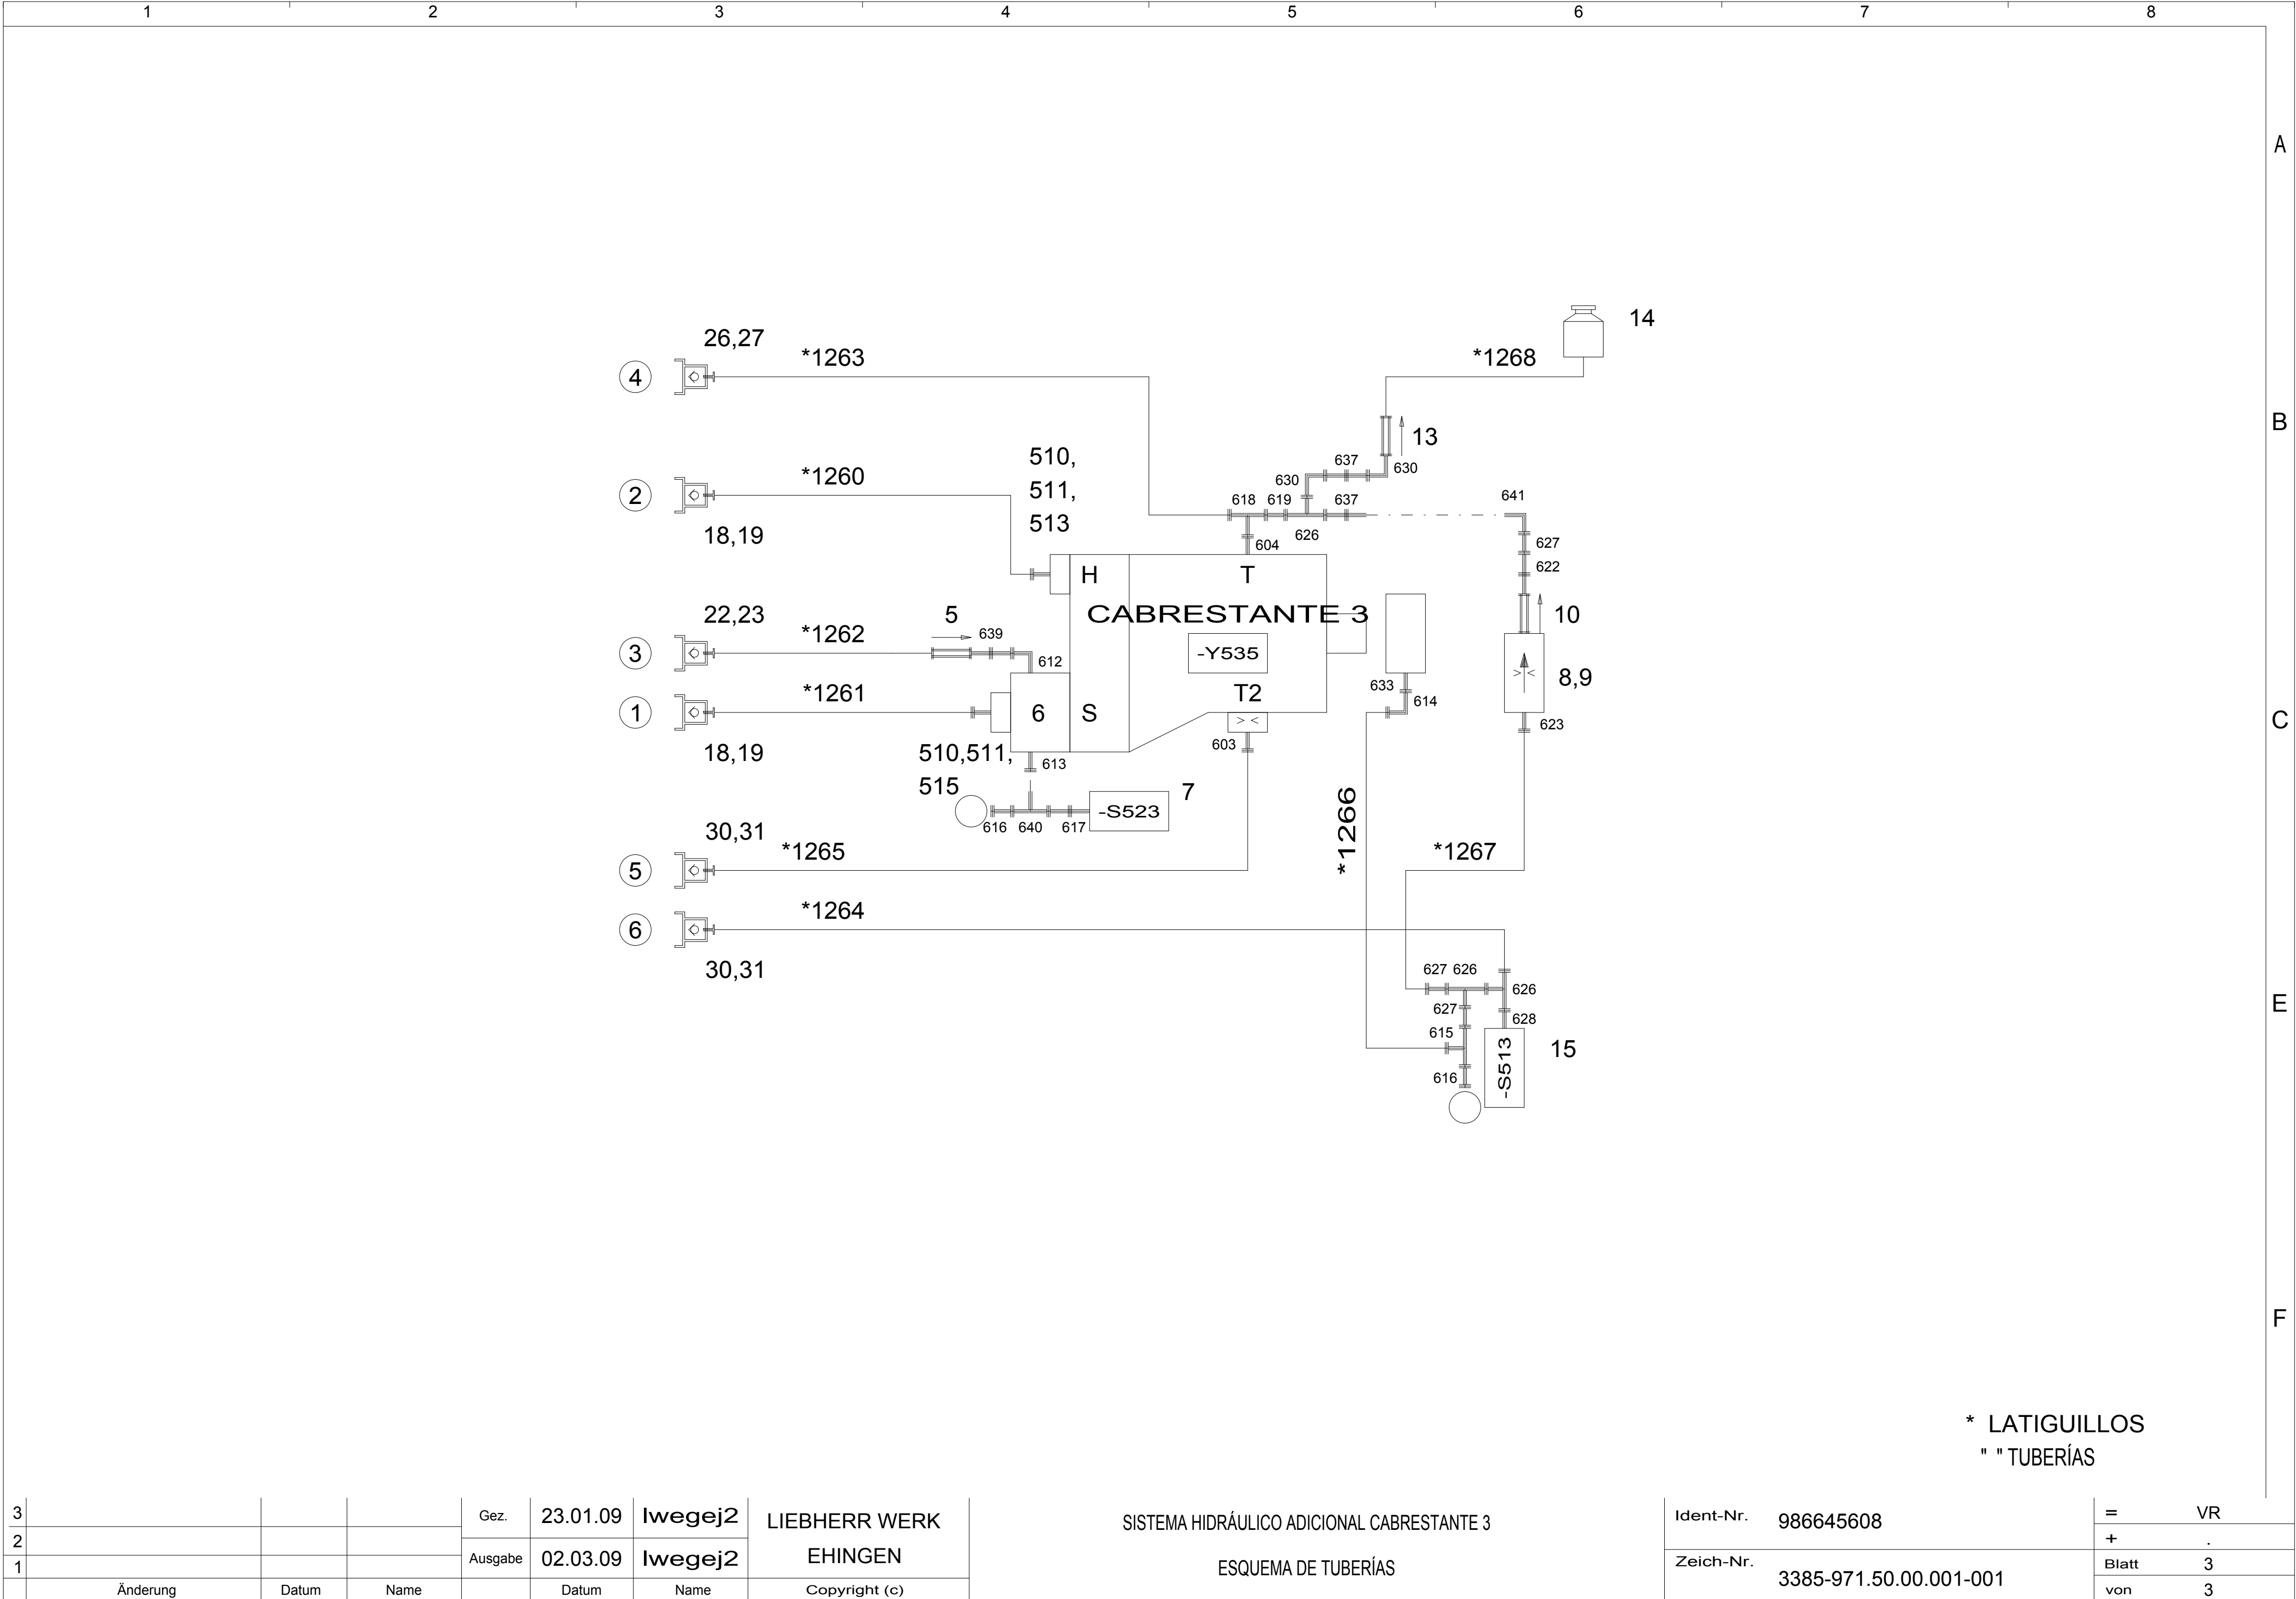 1 2 3 4 5 6 7 8
A
14
26,27
*1263
*1268
4
B
13
510,
511,
513
637
630
630
*1260
2
618 619 637
641
626
604
627
622
18,19
H
T
CABRESTANTE 3
22,23
*1262
5
639
10
3
612
-Y535
8,9
*1261
T2
633
614
1
6
S
C
623
603
18,19
510,511,
515
613
7
-S523
616 640 617
*1266
30,31
*1265
*1267
5
*1264
6
30,31
627 626
626
E
627
628
615
15
-S513
616
F
* LATIGUILLOS
" " TUBERÍAS
3
2
1
Änderung Datum Name
Gez. 23.01.09 lwegej2
Ausgabe 02.03.09 lwegej2
Datum Name
LIEBHERR WERK
EHINGEN
Copyright (c)
SISTEMA HIDRÁULICO ADICIONAL CABRESTANTE 3
ESQUEMA DE TUBERÍAS
Ident-Nr. 986645608
Zeich-Nr. 3385-971.50.00.001-001
= VR
+ .
Blatt 3
von 3